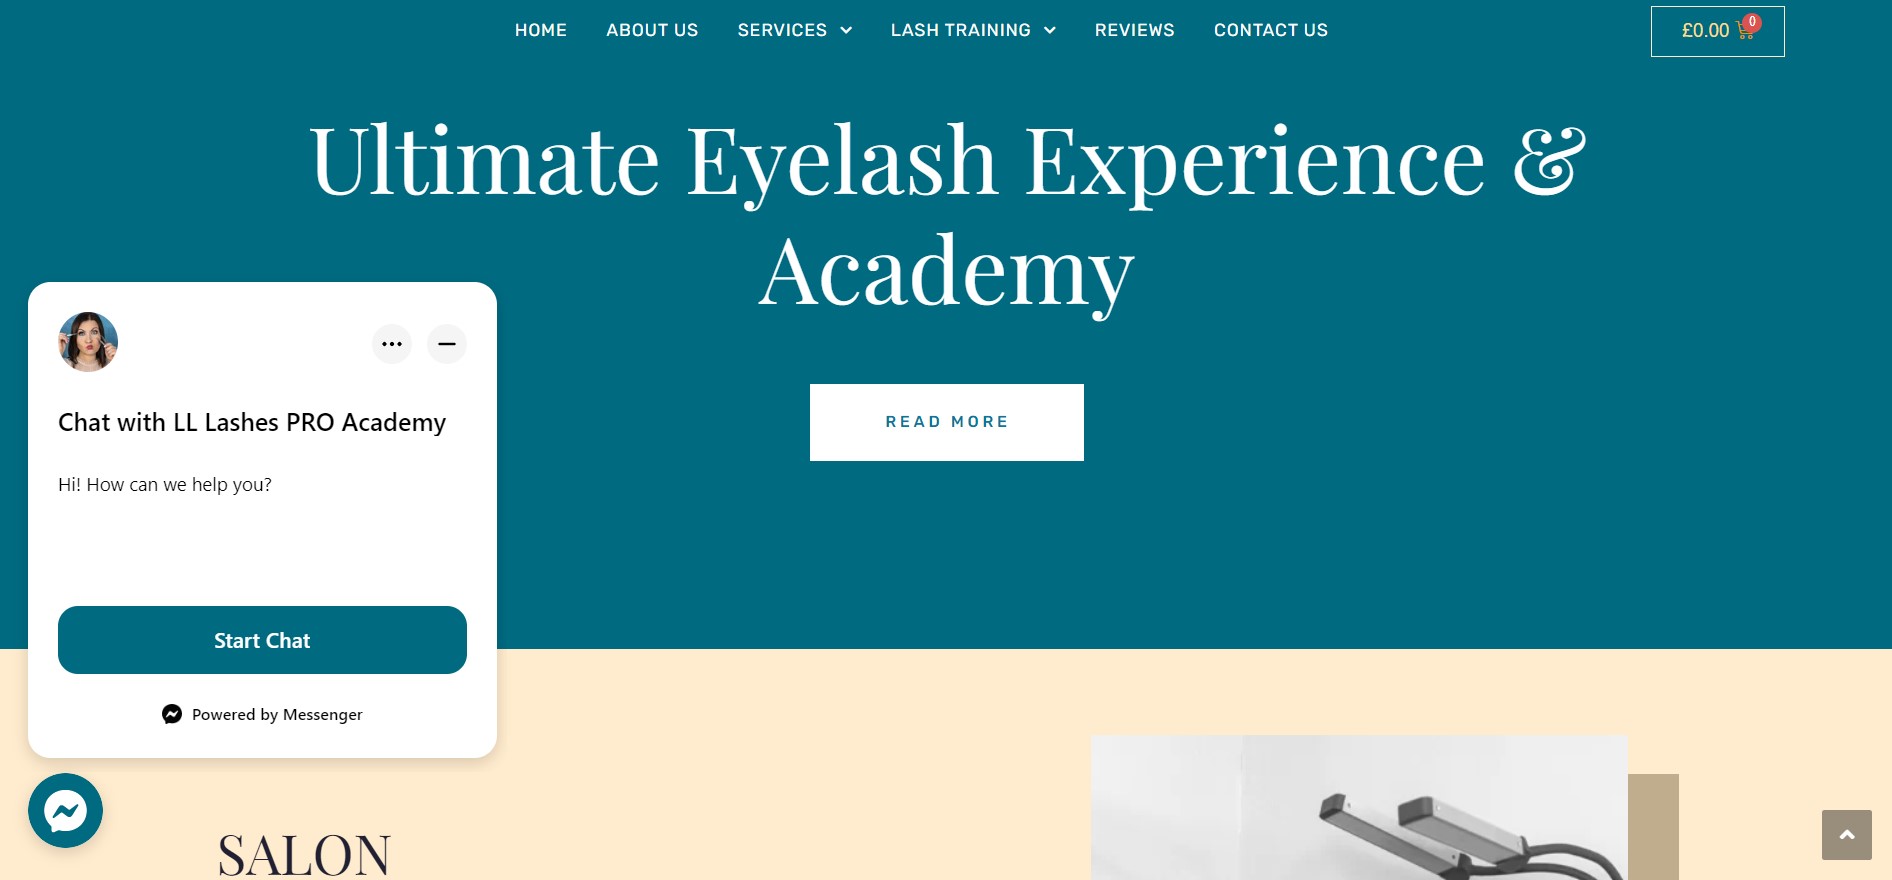 HOME ABOUT US SERVICES LASH TRAINING REVIEWS CONTACT US £0.00 0
Ultimate Eyelash Experience &
Academy
READ MORE
Chat with LL Lashes PRO Academy
Hi! How can we help you?
Start Chat
Powered by Messenger
SALON